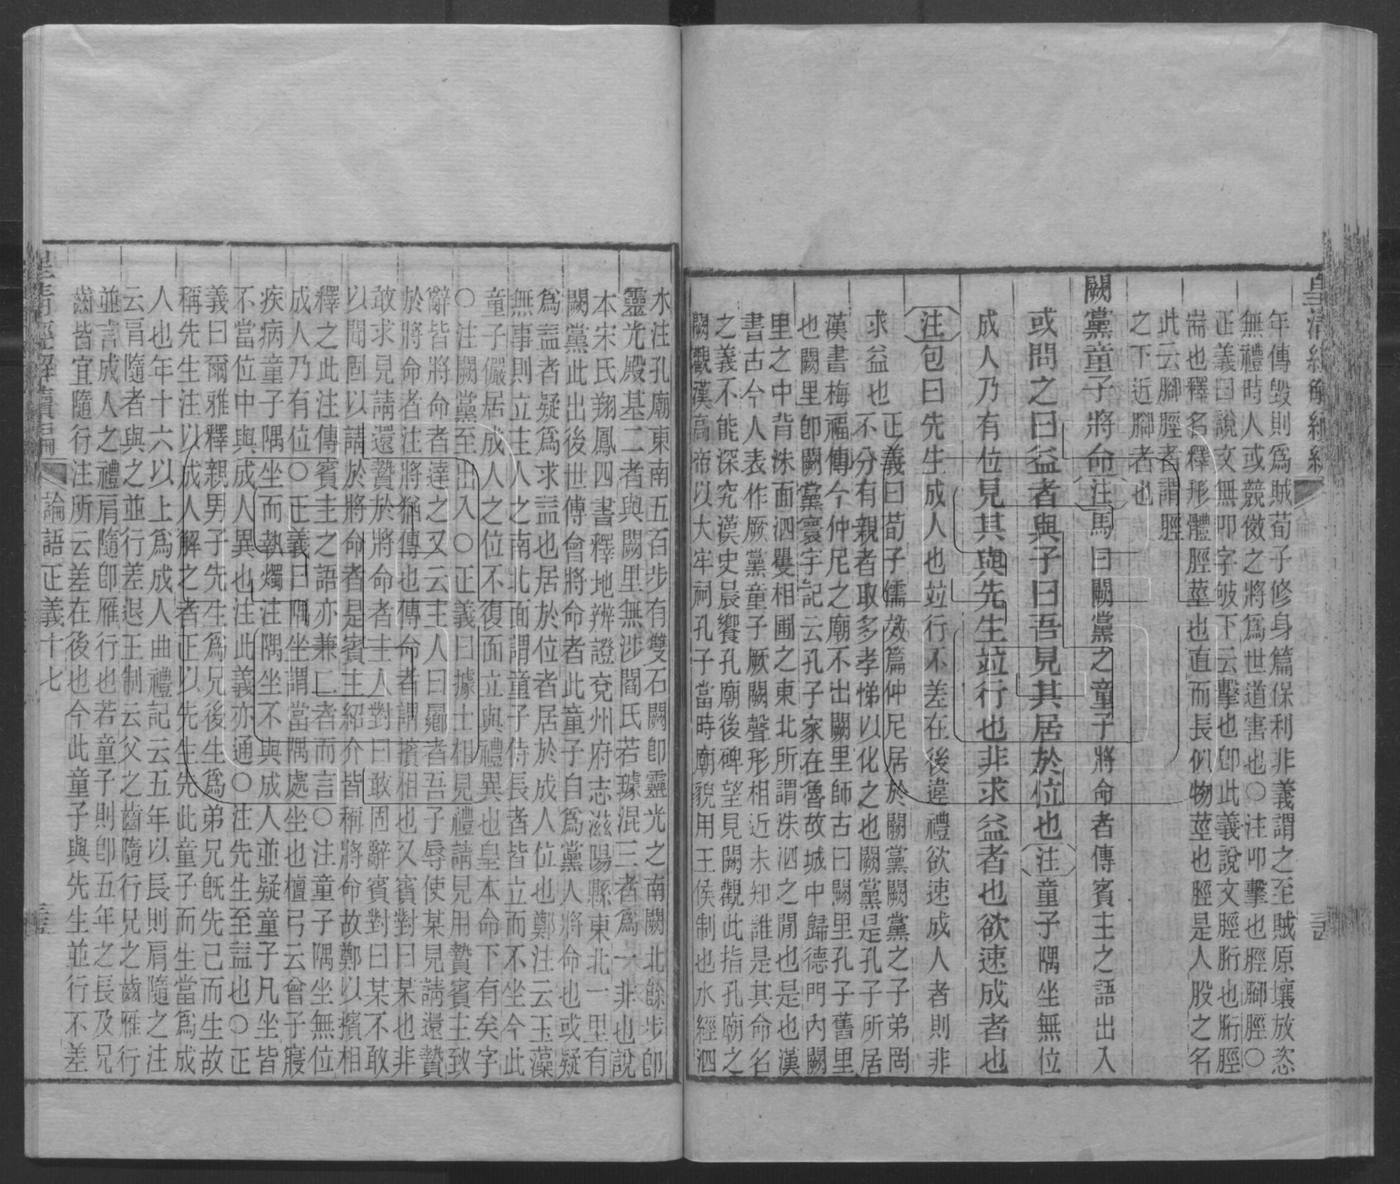 年傳毀則爲賊荀子修身篇保利非義謂之至賊原壤放恣
無禮時人或競傚之將爲世道害也○注叩擊也脛腳脛○
正義曰說文無叩字敂下云擊也卽此義說文脛胻也胻脛
耑也釋名釋形體脛莖也直而長似物莖也脛是人股之名
此云腳脛者謂脛
之下近腳者也
闕黨童子將命注馬曰闕黨之童子將命者傳賓主之語出入
或問之曰益者與子曰吾見其居於位也注童子隅坐無位
成人乃有位見其與先生竝行也非求益者也欲速成者也
注包曰先生成人也竝行不差在後違禮欲速成人者則非
求益也
正義曰荀子儒效篇仲尼居於闕黨闕黨之子弟罔
不分有親者取多孝悌以化之也闕黨是孔子所居
漢書梅福傳今仲尼之廟不出闕里師古曰闕里孔子舊里
也闕里卽闕黨寰宇記云孔子家在魯故城中歸德門內闕
里之中背洙面泗矍相圃之東北所謂洙泗之閒也是也漢
書古今人表作厥黨童子厥闕聲形相近未知誰是其命名
之義不能深究漢史晨饗孔廟後碑望見闕觀此指孔廟之
闕觀漢高帝以大牢祠孔子當時廟貌用王侯制也水經泗
水注孔廟東南五百步有雙石闕卽靈光之南闕北餘步卽
靈光殿基二者與闕里無涉閻氏若璩混三者爲一非也說
本宋氏翔鳳四書釋地辨證兗州府志滋陽縣東北一里有
闕黨此出後世傳會將命者此童子自爲黨人將命也或疑
爲益者疑爲求益也居於位者居於成人位也鄭注云玉藻
無事則立主人之南北面謂童子侍長者皆立而不坐今此
童子儼居成人之位不復面立與禮異也皇本命下有矣字
○注闕黨至出入○正義曰據士相見禮請見用贄賓主致
辭皆將命者達之又云主人曰曏者吾子辱使某見請還贄
於將命者注將猶傳也傳命者謂擯相也又賓對曰某也非
敢求見請還贄於將命者主人對曰敢固辭賓對曰某不敢
以聞固以請於將命者是賓主紹介皆稱將命故鄭以擯相
釋之此注傳賓主之語亦兼二者而言○注童子隅坐無位
成人乃有位○正義曰隅坐謂當隅處坐也檀弓云曾子寢
疾病童子隅坐而執燭注隅坐不與成人並疑童子凡坐皆
不當位中與成人異也注此義亦通○注先生至益也○正
義曰爾雅釋親男子先生爲兄後生爲弟兄旣先已而生故
稱先生注以成人解之者正以先生先此童子而生當爲成
人也年十六以上爲成人曲禮記云五年以長則肩隨之注
云肩隨者與之並行差退王制云父之齒隨行兄之齒雁行
並言成人之禮肩隨卽雁行也若童子則卽五年之長及兄
齒皆宜隨行注所云差在後也今此童子與先生並行不差
論語正義十七